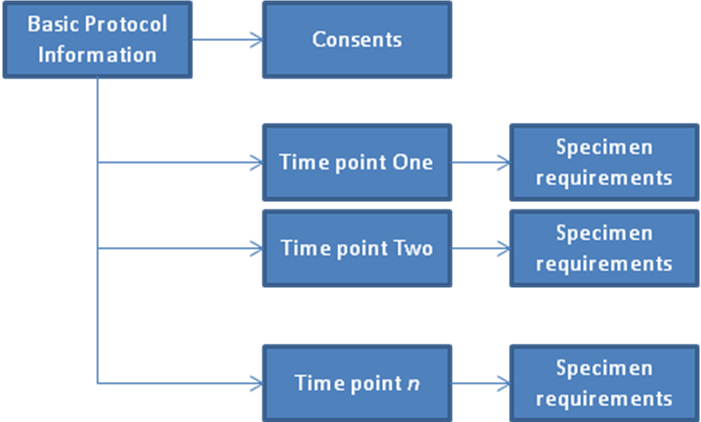 Basic Protocol
Information
Consents
Time point One
Specimen
requirements
Time point Two
Specimen
requirements
Time point n
Specimen
requirements